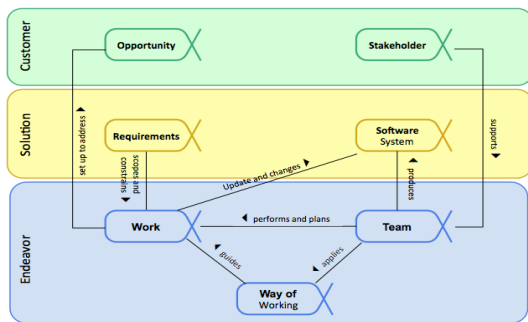 Customer
Opportunity
Stakeholder
Solution
set up to address
Requirements
Software
System
supports
scopes and
constrains
Update and changes
produces
Endeavor
Work
performs and plans
Team
guides
applies
Way of
Working